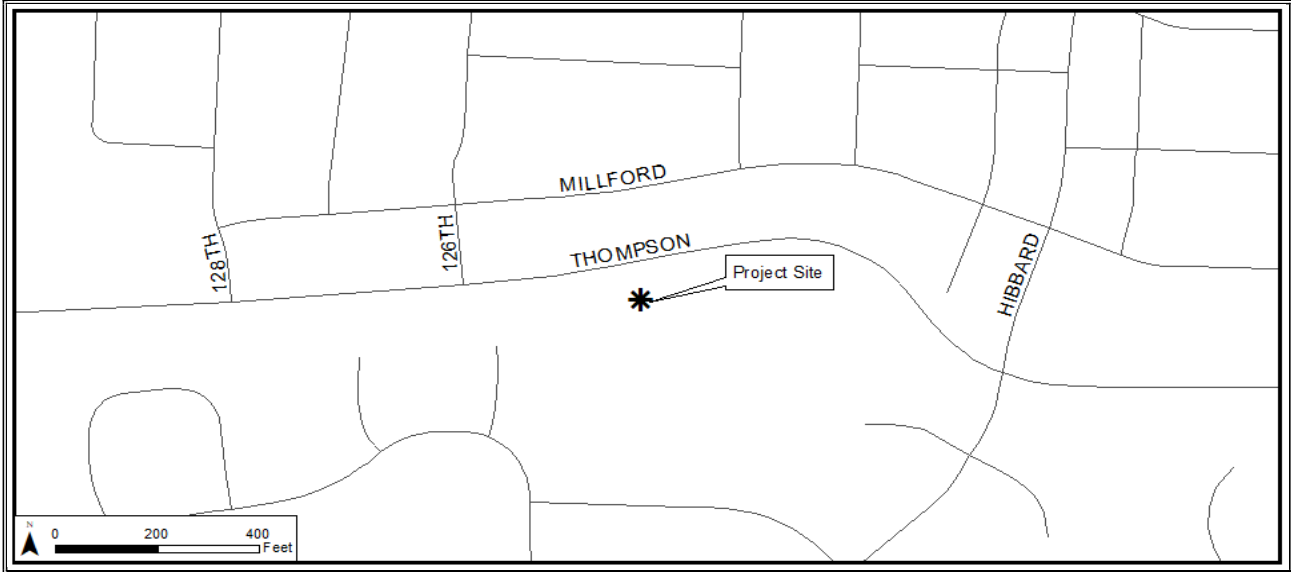 MILLFORD
128TH
126TH
THOMPSON
Project Site
HIBBARD
N
0 200 400
Feet